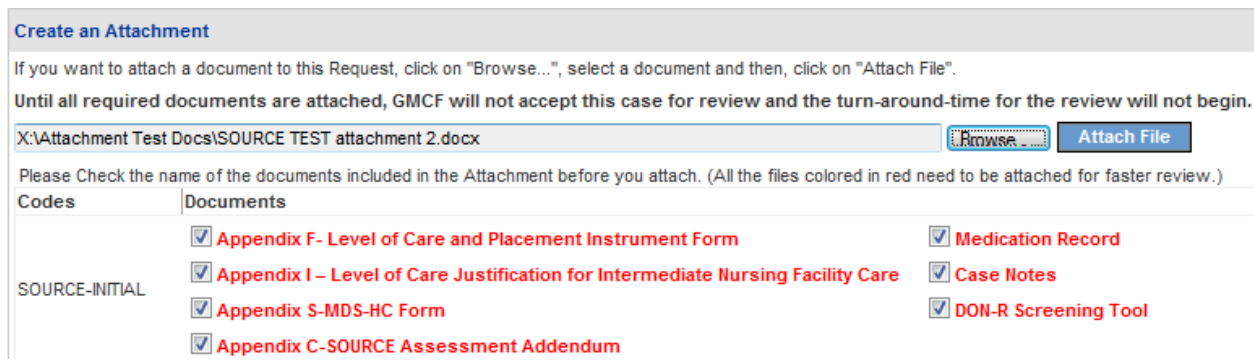 Create an Attachment
If you want to attach a document to this Request, click on "Browse...", select a document and then, click on "Attach File".
Until all required documents are attached, GMCF will not accept this case for review and the turn-around-time for the review will not begin.
X:\Attachment Test Docs\SOURCE TEST attachment 2.docx Browse... Attach File
Please Check the name of the documents included in the Attachment before you attach. (All the files colored in red need to be attached for faster review.)
Codes Documents
Appendix F- Level of Care and Placement Instrument Form Medication Record
Appendix I – Level of Care Justification for Intermediate Nursing Facility Care Case Notes
SOURCE-INITIAL
Appendix S-MDS-HC Form DON-R Screening Tool
Appendix C-SOURCE Assessment Addendum